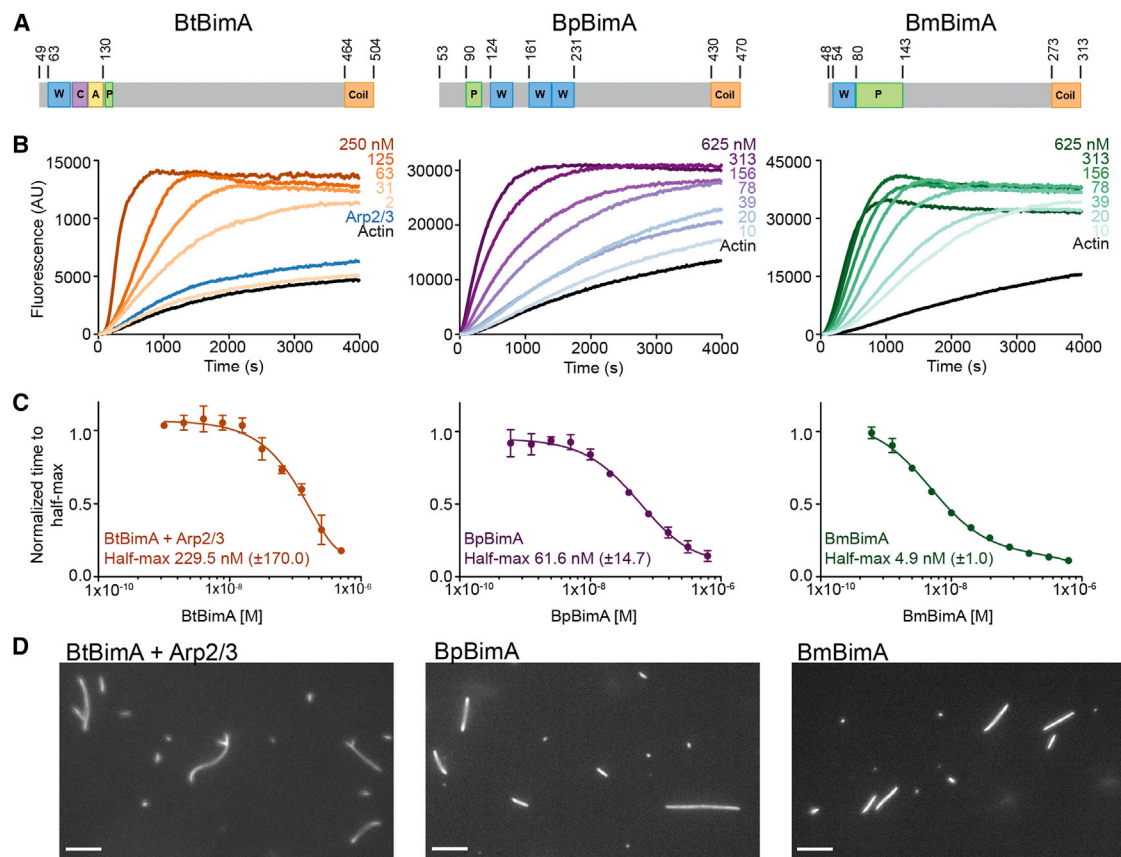 A
BtBimA
BpBimA
BmBimA
49 63 130 464 504
53 90 124 161 231 430 470
48 54 80 143 273 313
W C A P Coil
P W W W Coil
W P Coil
B
Fluorescence (AU)
15000
1000
5000
0
250 nM
125
63
31
2
Arp2/3
Actin
0 1000 2000 3000 4000
Time (s)
30000
20000
10000
0
625 nM
313
156
78
39
20
10
Actin
0 1000 2000 3000 4000
Time (s)
45000
30000
15000
0
625 nM
313
156
78
39
20
10
Actin
0 1000 2000 3000 4000
Time (s)
C
Normalized time to
half-max
1.0
0.5
0.0
BtBimA + Arp2/3
Half-max 229.5 nM (±170.0)
1x10-10 1x10-8 1x10-6
BtBimA [M]
1.0
0.5
0.0
BpBimA
Half-max 61.6 nM (±14.7)
1x10-10 1x10-8 1x10-6
BpBimA [M]
1.0
0.5
0.0
BmBimA
Half-max 4.9 nM (±1.0)
1x10-10 1x10-8 1x10-6
BmBimA [M]
D
BtBimA + Arp2/3
BpBimA
BmBimA